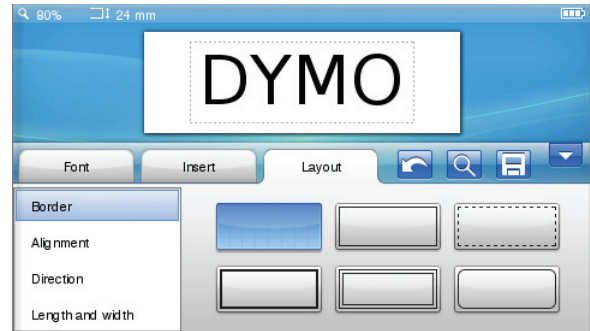 80% 24 mm
DYMO
Font Insert Layout
Border
Alignment
Direction
Length and width